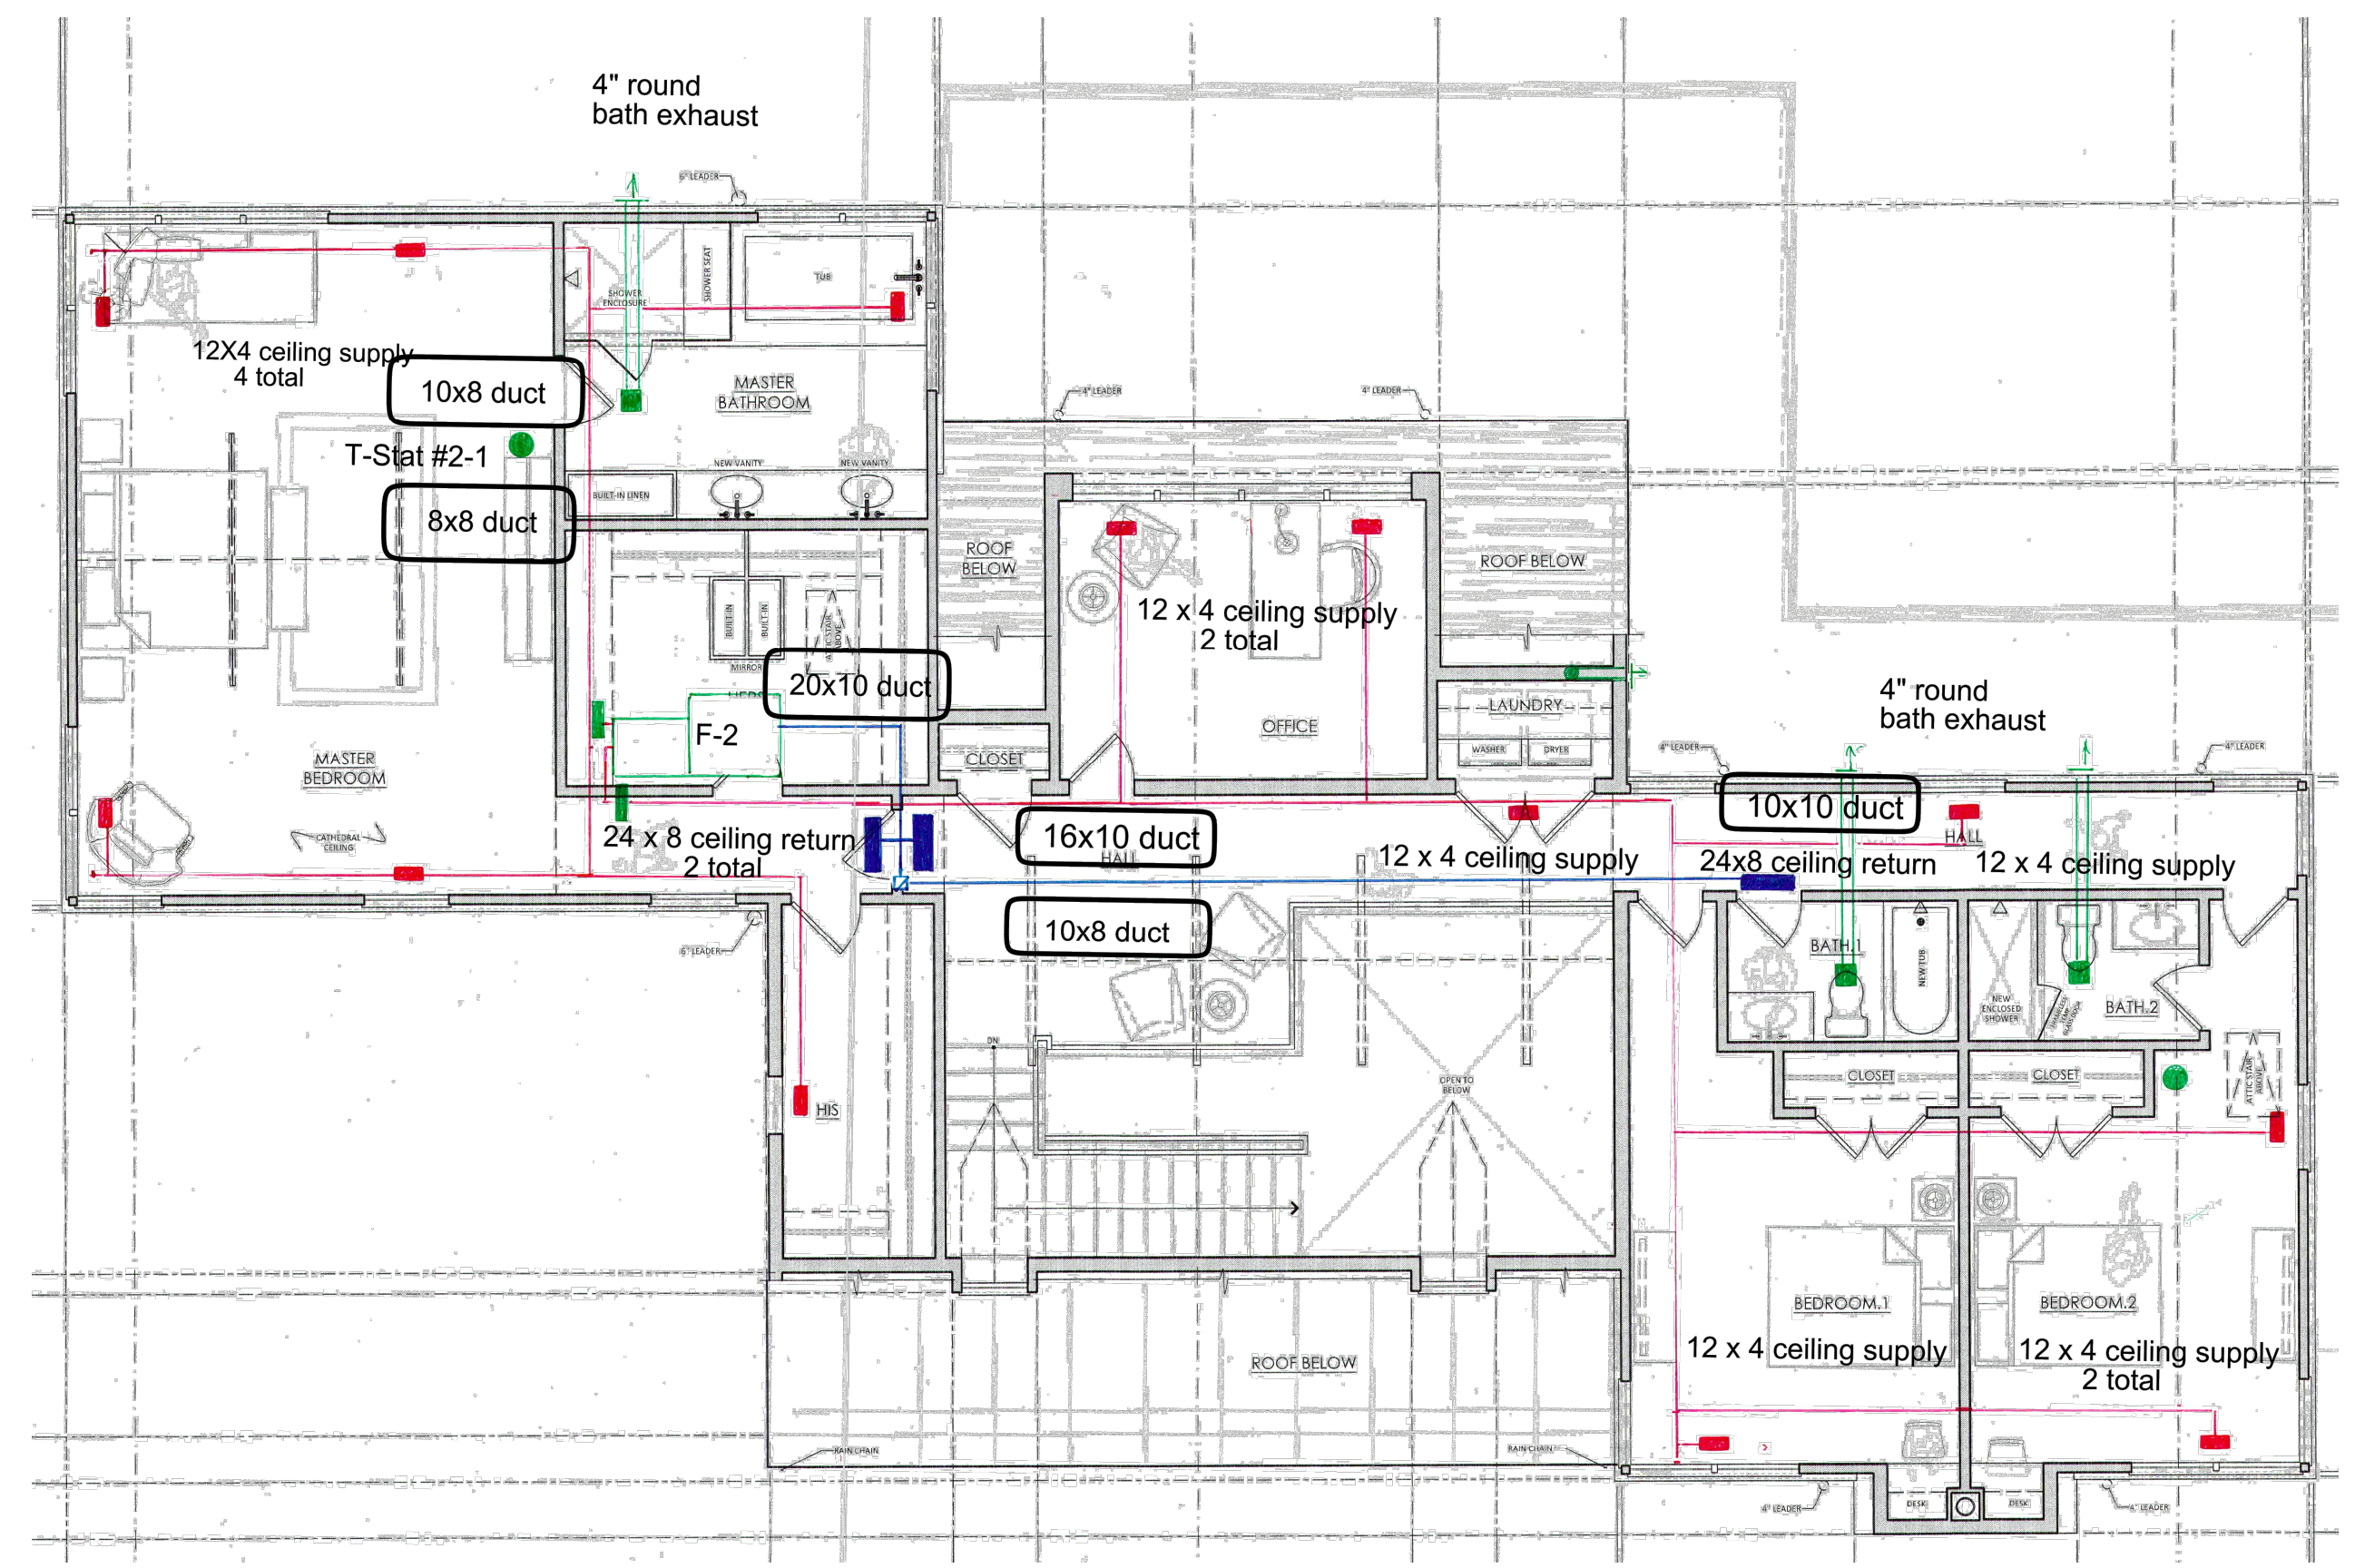 4" round
bath exhaust
6" LEADER
SHOWER SEAT
TUB
SHOWER
ENCLOSURE
12X4 ceiling supply
4 total
10x8 duct
MASTER
BATHROOM
4" LEADER
4" LEADER
T-Stat #2-1
NEW VANITY
NEW VANITY
BUILT-IN LINEN
8x8 duct
ROOF
BELOW
ROOF BELOW
BUILT-IN
BUILT-IN
ATTIC STAIR
ABOVE
12 x 4 ceiling supply
2 total
MIRROR
20x10 duct
4" round
bath exhaust
LAUNDRY
F-2
OFFICE
WASHER
DRYER
CLOSET
4" LEADER
4" LEADER
MASTER
BEDROOM
10x10 duct
CATHEDRAL
CEILING
24 x 8 ceiling return
2 total
16x10 duct
HALL
HALL
12 x 4 ceiling supply
24x8 ceiling return
12 x 4 ceiling supply
10x8 duct
6" LEADER
BATH.1
NEW TUB
NEW
ENCLOSED
SHOWER
BATH.2
DN
CLOSET
CLOSET
ATTIC STAIR
ABOVE
OPEN TO
BELOW
HIS
BEDROOM.1
BEDROOM.2
12 x 4 ceiling supply
12 x 4 ceiling supply
2 total
ROOF BELOW
RAIN CHAIN
RAIN CHAIN
4" LEADER
DESK
DESK
4" LEADER